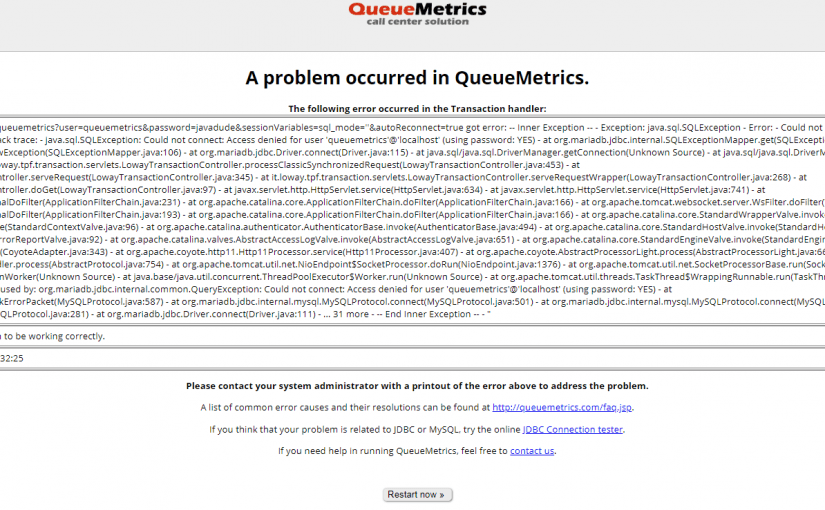 QueueMetrics
call center solution
A problem occurred in QueueMetrics.
The following error occurred in the Transaction handler:
queuemetrics?user=queuemetrics&password=javadude&sessionVariables=sql_mode=''&autoReconnect=true got error: -- Inner Exception -- - Exception: java.sql.SQLException - Error: - Could not
ck trace: - java.sql.SQLException: Could not connect: Access denied for user 'queuemetrics'@'localhost' (using password: YES) - at org.mariadb.jdbc.internal.SQLExceptionMapper.get(SQLExcepti
wException(SQLExceptionMapper.java:106) - at org.mariadb.jdbc.Driver.connect(Driver.java:115) - at java.sql/java.sql.DriverManager.getConnection(Unknown Source) - at java.sql/java.sql.DriverM
way.tpf.transaction.servlets.LowayTransactionController.processClassicSynchronizedRequest(LowayTransactionController.java:453) - at
ntroller.serveRequest(LowayTransactionController.java:345) - at it.loway.tpf.transaction.servlets.LowayTransactionController.serveRequestWrapper(LowayTransactionController.java:268) - at
ntroller.doGet(LowayTransactionController.java:97) - at javax.servlet.http.HttpServlet.service(HttpServlet.java:634) - at javax.servlet.http.HttpServlet.service(HttpServlet.java:741) - at
nalDoFilter(ApplicationFilterChain.java:231) - at org.apache.catalina.core.ApplicationFilterChain.doFilter(ApplicationFilterChain.java:166) - at org.apache.tomcat.websocket.server.WsFilter.doFilter(
nalDoFilter(ApplicationFilterChain.java:193) - at org.apache.catalina.core.ApplicationFilterChain.doFilter(ApplicationFilterChain.java:166) - at org.apache.catalina.core.StandardWrapperValve.invok
e(StandardContextValve.java:96) - at org.apache.catalina.authenticator.AuthenticatorBase.invoke(AuthenticatorBase.java:494) - at org.apache.catalina.core.StandardHostValve.invoke(StandardH
rrorReportValve.java:92) - at org.apache.catalina.valves.AbstractAccessLogValve.invoke(AbstractAccessLogValve.java:651) - at org.apache.catalina.core.StandardEngineValve.invoke(StandardEngin
(CoyoteAdapter.java:343) - at org.apache.coyote.http11.Http11Processor.service(Http11Processor.java:407) - at org.apache.coyote.AbstractProcessorLight.process(AbstractProcessorLight.java:66
dler.process(AbstractProtocol.java:754) - at org.apache.tomcat.util.net.NioEndpoint$SocketProcessor.doRun(NioEndpoint.java:1376) - at org.apache.tomcat.util.net.SocketProcessorBase.run(Sock
nWorker(Unknown Source) - at java.base/java.util.concurrent.ThreadPoolExecutor$Worker.run(Unknown Source) - at org.apache.tomcat.util.threads.TaskThread$WrappingRunnable.run(TaskThr
used by: org.mariadb.jdbc.internal.common.QueryException: Could not connect: Access denied for user 'queuemetrics'@'localhost' (using password: YES) - at
kErrorPacket(MySQLProtocol.java:587) - at org.mariadb.jdbc.internal.mysql.MySQLProtocol.connect(MySQLProtocol.java:501) - at org.mariadb.jdbc.internal.mysql.MySQLProtocol.connect(MySQL
QLProtocol.java:281) - at org.mariadb.jdbc.Driver.connect(Driver.java:111) - ... 31 more - -- End Inner Exception -- - "
n to be working correctly.
32:25
Please contact your system administrator with a printout of the error above to address the problem.
A list of common error causes and their resolutions can be found at http://queuemetrics.com/faq.jsp.
If you think that your problem is related to JDBC or MySQL, try the online JDBC Connection tester.
If you need help in running QueueMetrics, feel free to contact us.
Restart now »